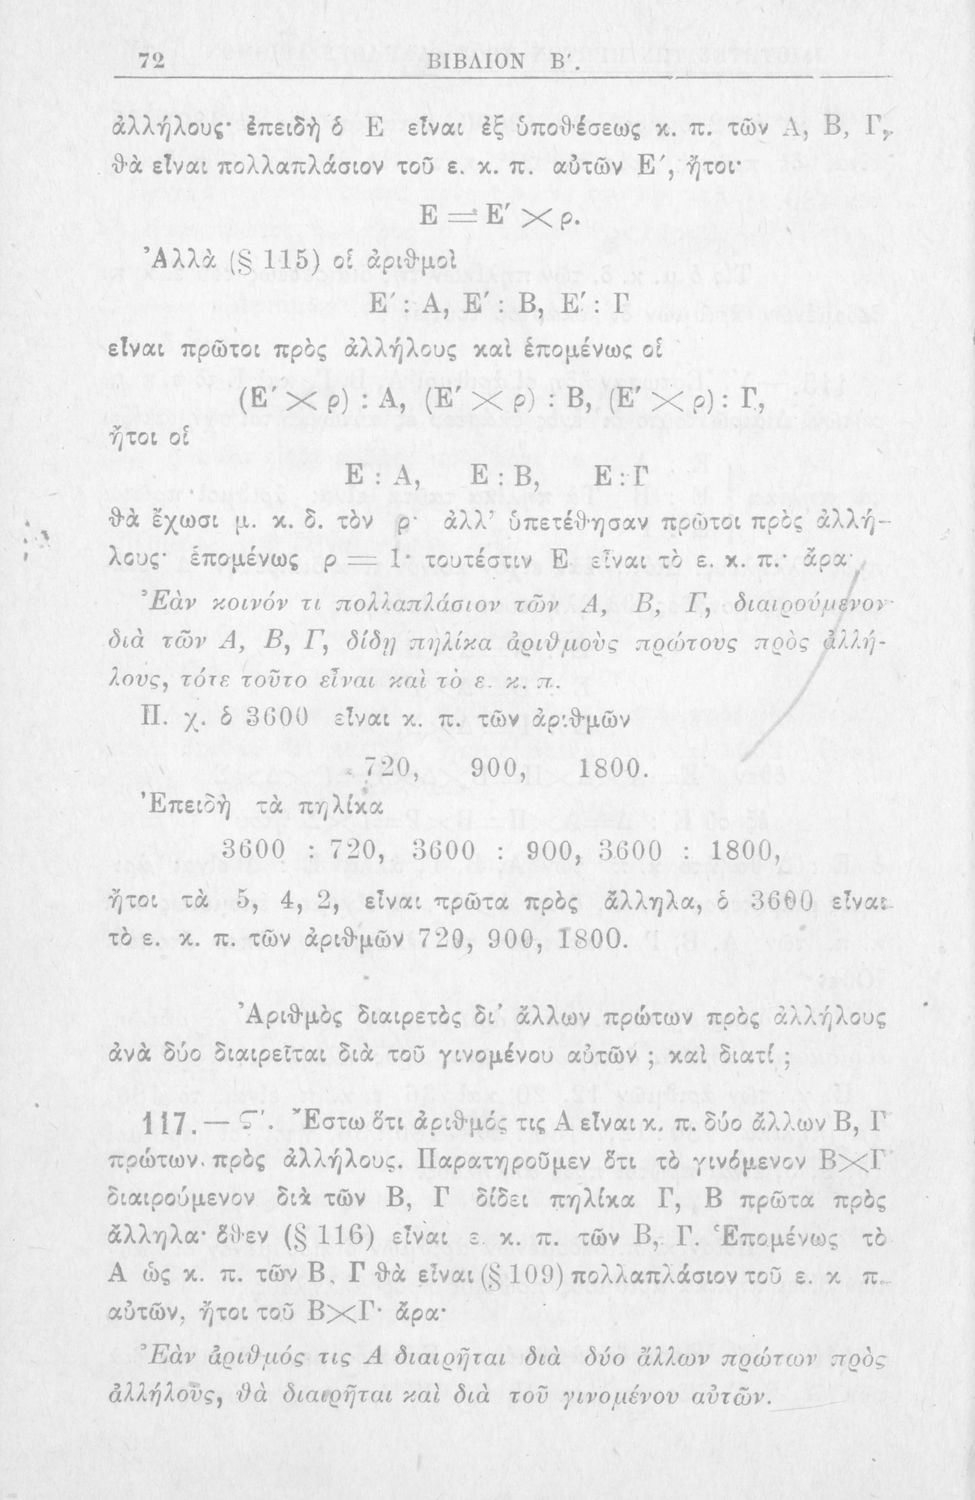 72 ΒΙΒΛΙΟΝ Β′.
ἀλλήλους· ἐπειδὴ ὁ Ε εἶναι ἐξ ὑποθέσεως κ. π. τῶν Α, Β, Γ,
θὰ εἶναι πολλαπλάσιον τοῦ ε. κ. π. αὐτῶν Ε′, ἤτοι·
Ε = Ε′ × ρ.
Ἀλλὰ (§ 115) οἱ ἀριθμοὶ
Ε′ : Α, Ε′ : Β, Ε′ : Γ
εἶναι πρῶτοι πρὸς ἀλλήλους καὶ ἑπομένως οἱ
(Ε′ × ρ) : Α, (Ε′ × ρ) : Β, (Ε′ × ρ) : Γ,
ἤτοι οἱ
Ε : Α, Ε : Β, Ε : Γ
θὰ ἔχωσι μ. κ. δ. τὸν ρ· ἀλλ’ ὑπετέθησαν πρῶτοι πρὸς ἀλλή-
λους· ἑπομένως ρ = 1· τουτέστιν Ε εἶναι τὸ ε. κ. π.· ἄρα·
Ἐὰν κοινόν τι πολλαπλάσιον τῶν Α, Β, Γ, διαιρούμενον
διὰ τῶν Α, Β, Γ, δίδῃ πηλίκα ἀριθμοὺς πρώτους πρὸς ἀλλή-
λους, τότε τοῦτο εἶναι καὶ τὸ ε. κ. π.
Π. χ. ὁ 3600 εἶναι κ. π. τῶν ἀριθμῶν
720, 900, 1800.
Ἐπειδὴ τὰ πηλίκα
3600 : 720, 3600 : 900, 3600 : 1800,
ἤτοι τὰ 5, 4, 2, εἶναι πρῶτα πρὸς ἄλληλα, ὁ 3600 εἶναι
τὸ ε. κ. π. τῶν ἀριθμῶν 720, 900, 1800.
Ἀριθμὸς διαιρετὸς δι’ ἄλλων πρώτων πρὸς ἀλλήλους
ἀνὰ δύο διαιρεῖται διὰ τοῦ γινομένου αὐτῶν ; καὶ διατί ;
117. — Ϛ′. Ἔστω ὅτι ἀριθμός τις Α εἶναι κ. π. δύο ἄλλων Β, Γ
πρώτων πρὸς ἀλλήλους. Παρατηροῦμεν ὅτι τὸ γινόμενον Β×Γ
διαιρούμενον διὰ τῶν Β, Γ δίδει πηλίκα Γ, Β πρῶτα πρὸς
ἄλληλα· ὅθεν (§ 116) εἶναι ε. κ. π. τῶν Β, Γ. Ἑπομένως τὸ
Α ὡς κ. π. τῶν Β, Γ θὰ εἶναι (§ 109) πολλαπλάσιον τοῦ ε. κ π.
αὐτῶν, ἤτοι τοῦ Β×Γ· ἄρα·
Ἐὰν ἀριθμός τις Α διαιρῆται διὰ δύο ἄλλων πρώτων πρὸς
ἀλλήλους, θὰ διαιρῆται καὶ διὰ τοῦ γινομένου αὐτῶν.